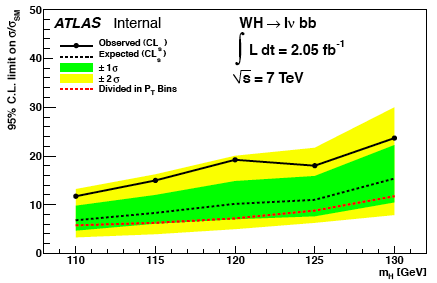 50
40
30
20
10
0
95% C.L. limit on σ/σSM
ATLAS Internal
Observed (CLs)
Expected (CLs)
± 1σ
± 2σ
Divided in PT Bins
WH → lν bb
∫ L dt = 2.05 fb-1
√s = 7 TeV
110 115 120 125 130
mH [GeV]